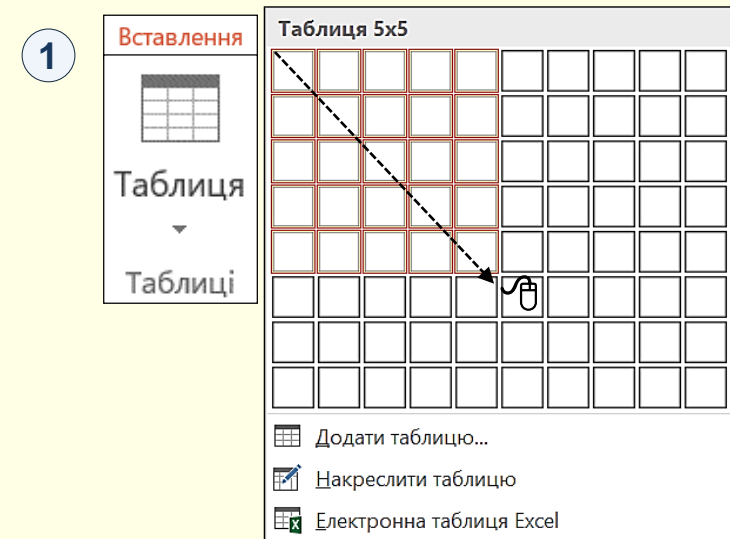 1
Вставлення
Таблиця
Таблиці
Таблиця 5x5
Додати таблицю...
Накреслити таблицю
Електронна таблиця Excel